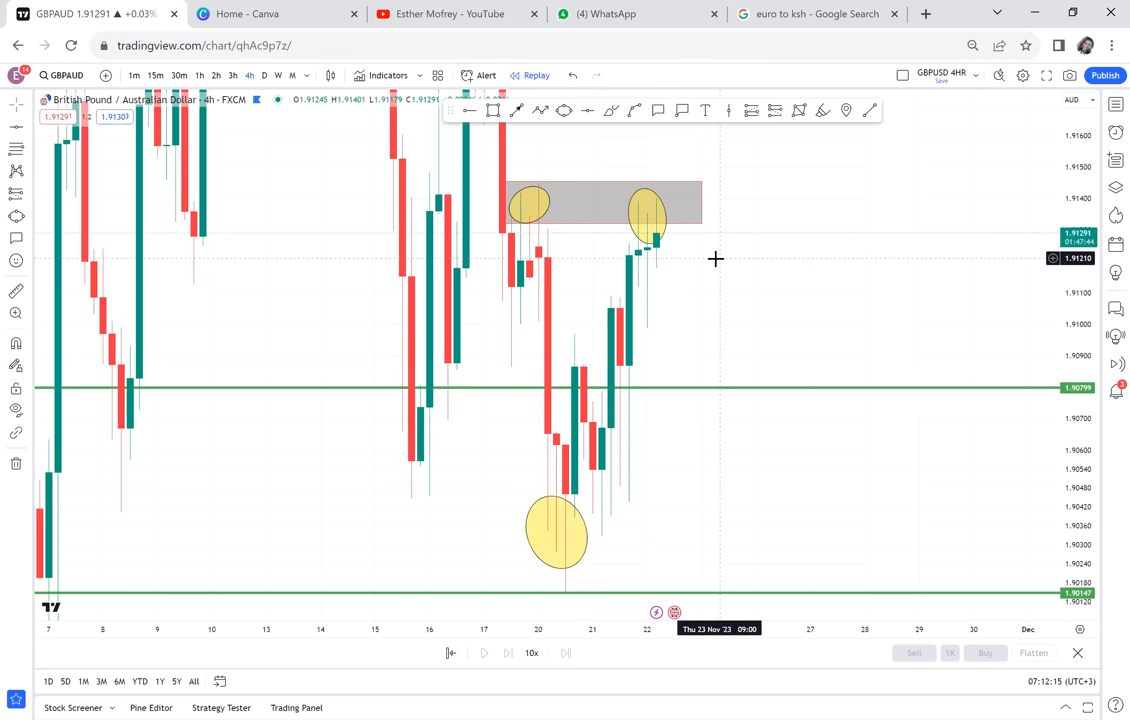 GBPAUD 1.91291 ▲ +0.03%
Home - Canva
Esther Mofrey - YouTube
(4) WhatsApp
euro to ksh - Google Search
tradingview.com/chart/qhAc9p7z/
E 14
GBPAUD 1m 15m 30m 1h 2h 3h 4h D W M Indicators Alert Replay
GBPUSD 4HR
Save
Publish
British Pound / Australian Dollar · 4h · FXCM O1.91245 H1.91401 L1.91179 C1.91291
AUD
1.91291 1.2 1.91303
1.91600
1.91500
1.91400
1.91291
01:47:44
1.91210
1.91100
1.91000
1.90900
1.90799
1.90700
1.90600
1.90540
1.90480
1.90420
1.90360
1.90300
1.90240
1.90180
1.90147
1.90120
3
7 8 9 10 13 14 15 16 17 20 21 22 Thu 23 Nov '23 09:00 27 28 29 30 Dec
10x
Sell 1K Buy Flatten
1D 5D 1M 3M 6M YTD 1Y 5Y All
07:12:15 (UTC+3)
Stock Screener Pine Editor Strategy Tester Trading Panel